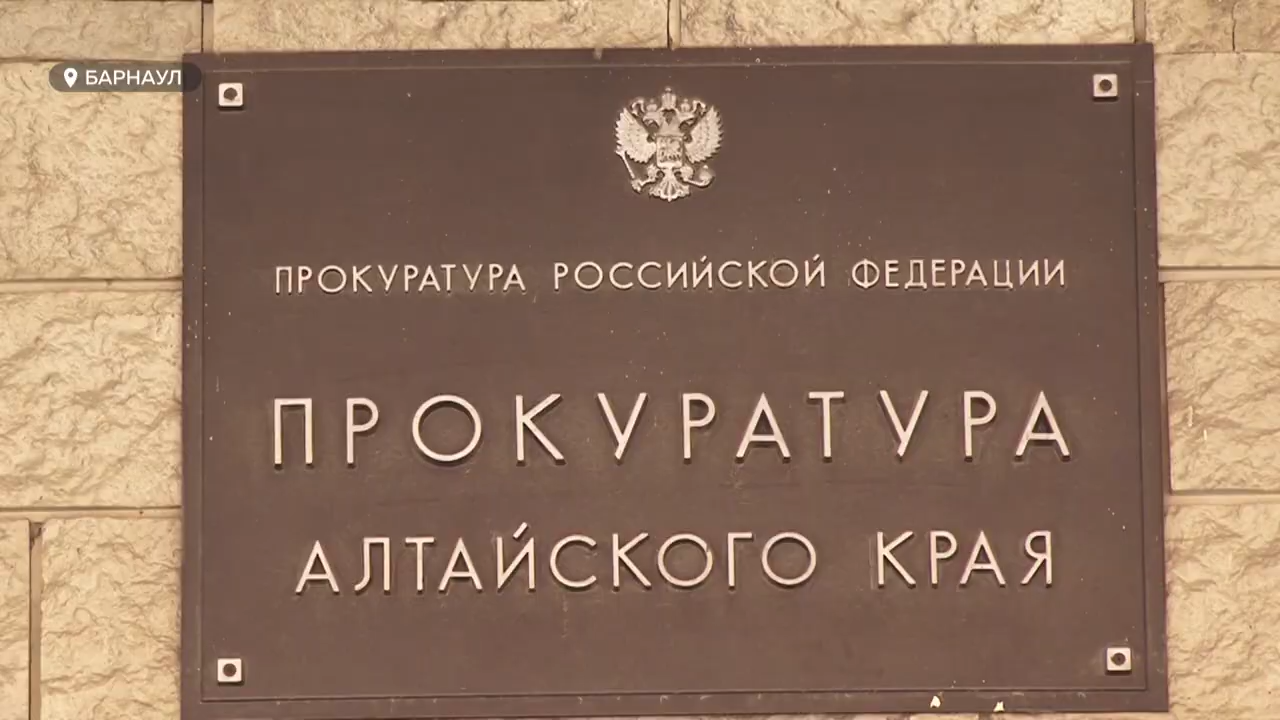 БАРНАУЛ
ПРОКУРАТУРА РОССИЙСКОЙ ФЕДЕРАЦИИ
ПРОКУРАТУРА
АЛТАЙСКОГО КРАЯ